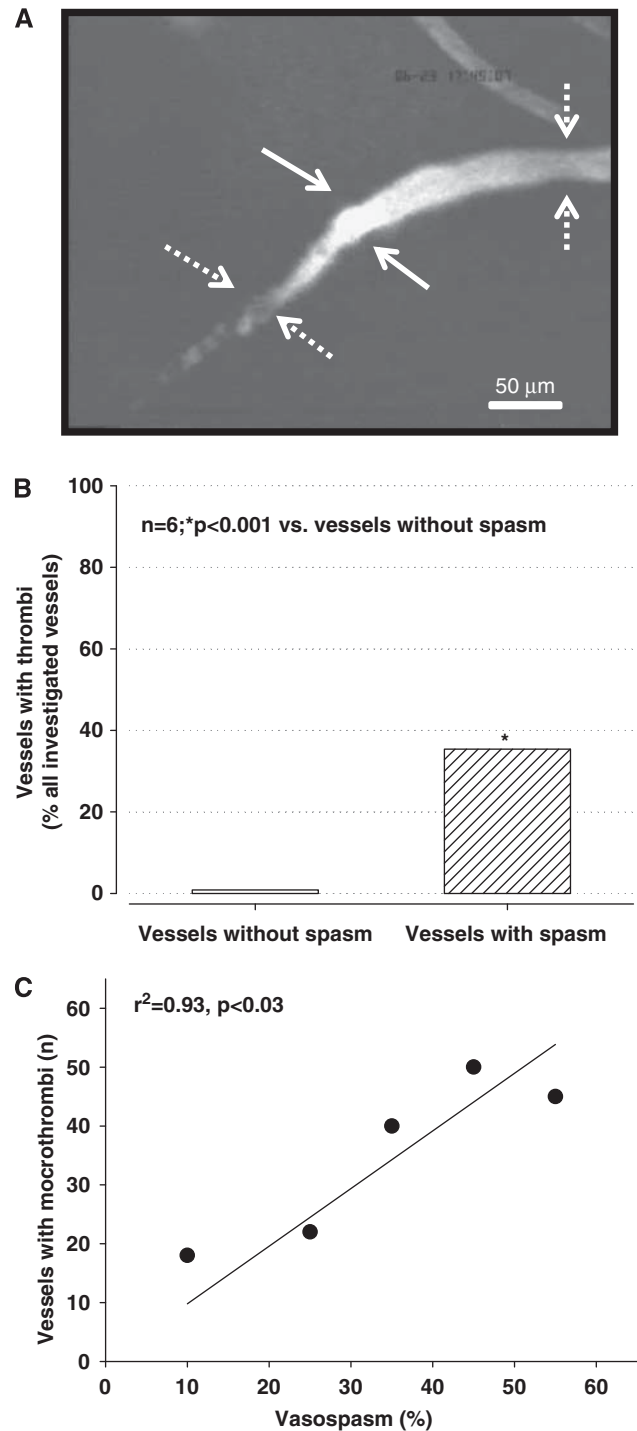 A
06-23 17:45:07
50 μm
B
Vessels with thrombi
(% all investigated vessels)
100
80
60
40
20
0
n=6;*p<0.001 vs. vessels without spasm
*
Vessels without spasm
Vessels with spasm
C
Vessels with mocrothrombi (n)
60
50
40
30
20
10
0
r²=0.93, p<0.03
0 10 20 30 40 50 60
Vasospasm (%)